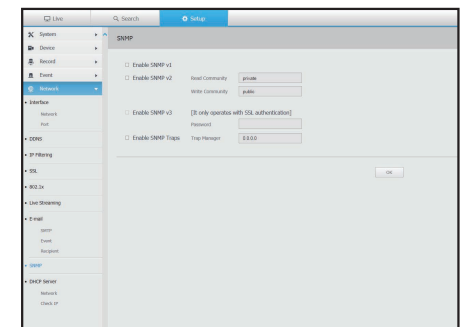 Live
Search
Setup
System
Device
Record
Event
Network
Interface
Network
Port
DDNS
IP Filtering
SSL
802.1x
Live Streaming
E-mail
SMTP
Event
Recipient
SNMP
DHCP Server
Network
Check IP
SNMP
Enable SNMP v1
Enable SNMP v2
Read Community
private
Write Community
public
Enable SNMP v3
[It only operates with SSL authentication]
Password
Enable SNMP Traps
Trap Manager
0.0.0.0
OK